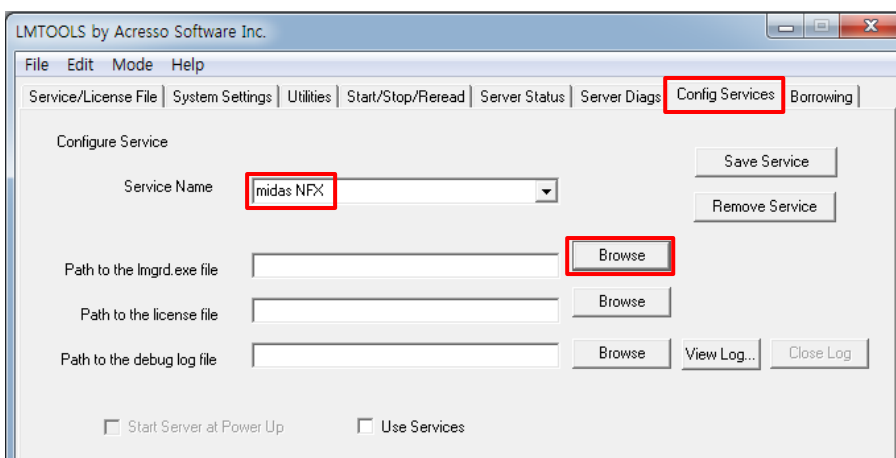 LMTOOLS by Acresso Software Inc.
File Edit Mode Help
Service/License File System Settings Utilities Start/Stop/Reread Server Status Server Diags Config Services Borrowing
Configure Service
Save Service
Service Name midas NFX
Remove Service
Path to the lmgrd.exe file Browse
Path to the license file Browse
Path to the debug log file Browse View Log... Close Log
Start Server at Power Up Use Services